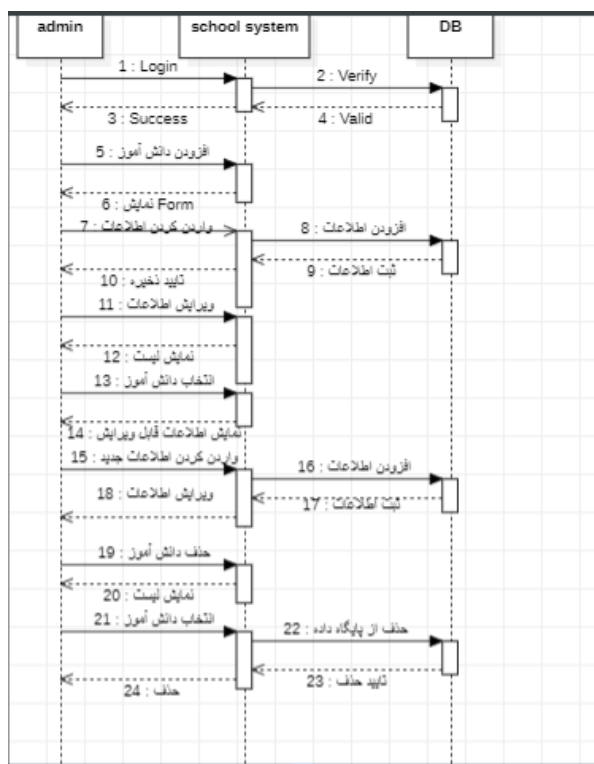 admin
school system
DB
1 : Login
2 : Verify
3 : Success
4 : Valid
5 : افزودن دانش آموز
6 : نمایش Form
7 : واردن کردن اطلاعات
8 : افزودن اطلاعات
9 : ثبت اطلاعات
10 : تایید ذخیره
11 : ویرایش اطلاعات
12 : نمایش لیست
13 : انتخاب دانش آموز
14 : نمایش اطلاعات قابل ویرایش
15 : واردن کردن اطلاعات جدید
16 : افزودن اطلاعات
17 : ثبت اطلاعات
18 : ویرایش اطلاعات
19 : حذف دانش آموز
20 : نمایش لیست
21 : انتخاب دانش آموز
22 : حذف از پایگاه داده
23 : تایید حذف
24 : حذف